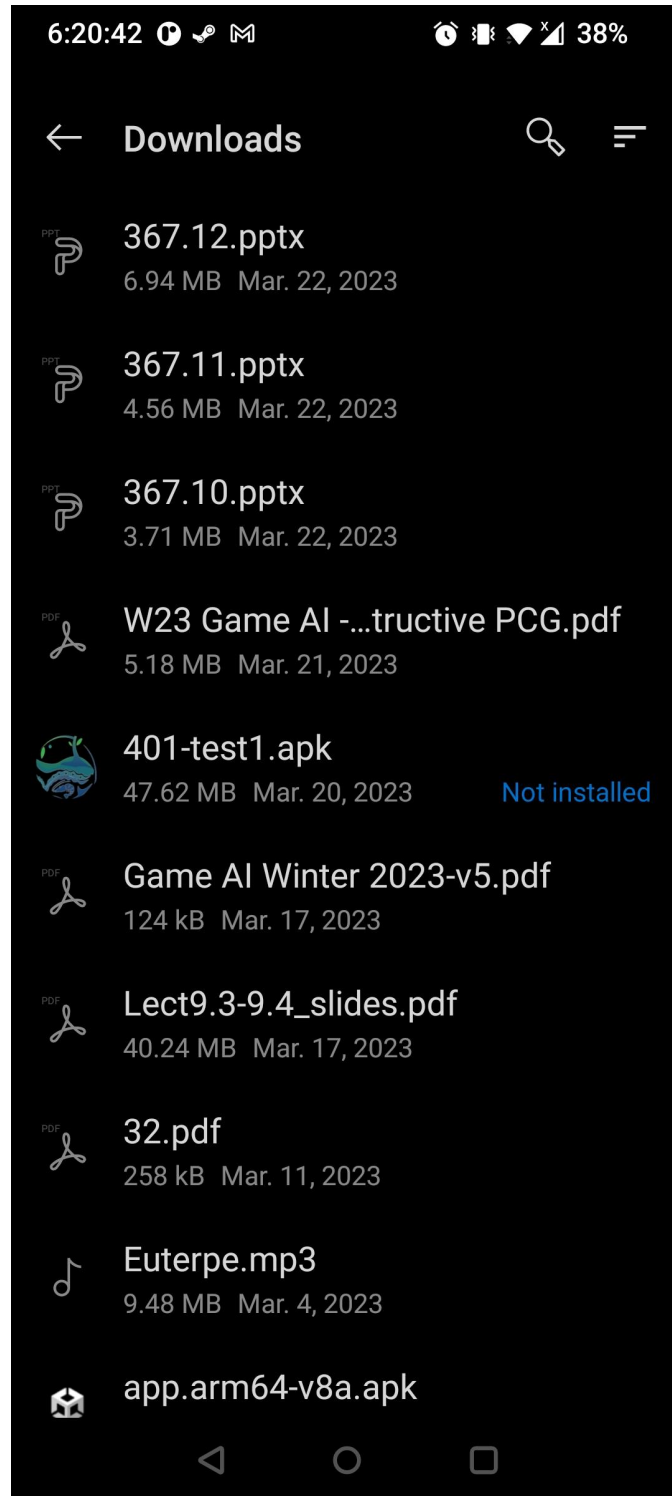 6:20:42 38%
Downloads
PPT
367.12.pptx
6.94 MB Mar. 22, 2023
PPT
367.11.pptx
4.56 MB Mar. 22, 2023
PPT
367.10.pptx
3.71 MB Mar. 22, 2023
PDF
W23 Game AI -...tructive PCG.pdf
5.18 MB Mar. 21, 2023
401-test1.apk
47.62 MB Mar. 20, 2023 Not installed
PDF
Game AI Winter 2023-v5.pdf
124 kB Mar. 17, 2023
PDF
Lect9.3-9.4_slides.pdf
40.24 MB Mar. 17, 2023
PDF
32.pdf
258 kB Mar. 11, 2023
Euterpe.mp3
9.48 MB Mar. 4, 2023
app.arm64-v8a.apk